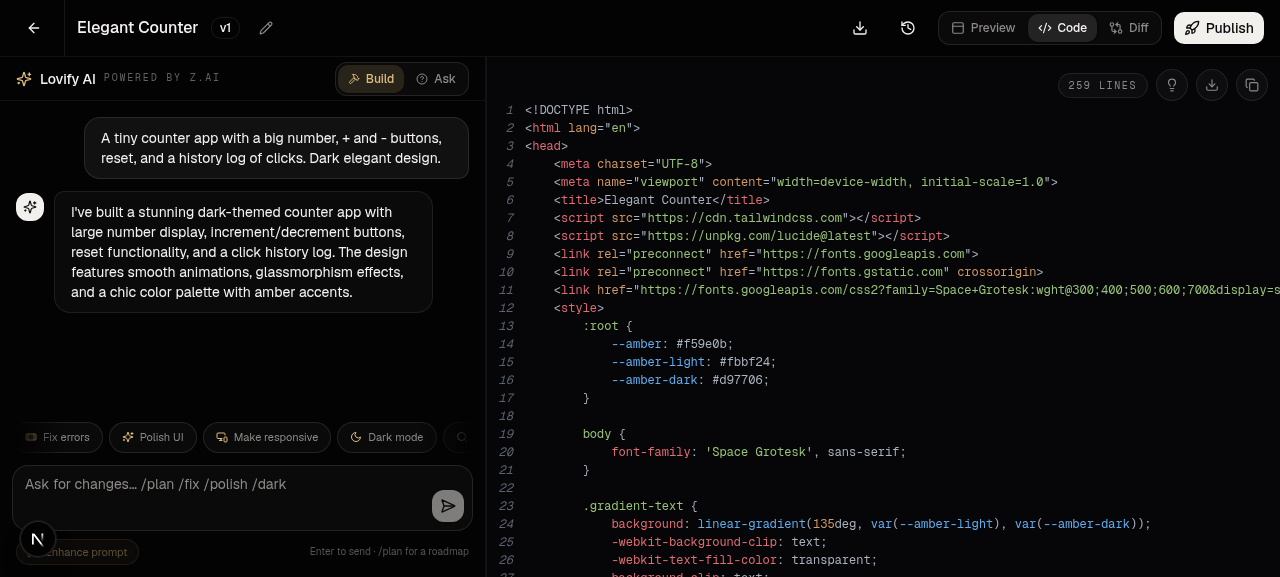 Elegant Counter v1
Preview Code Diff Publish
Lovify AI POWERED BY Z.AI
Build Ask
A tiny counter app with a big number, + and - buttons,
reset, and a history log of clicks. Dark elegant design.
I've built a stunning dark-themed counter app with
large number display, increment/decrement buttons,
reset functionality, and a click history log. The design
features smooth animations, glassmorphism effects,
and a chic color palette with amber accents.
Fix errors Polish UI Make responsive Dark mode
Ask for changes… /plan /fix /polish /dark
N
Enhance prompt
Enter to send · /plan for a roadmap
259 LINES
1 <!DOCTYPE html>
2 <html lang="en">
3 <head>
4     <meta charset="UTF-8">
5     <meta name="viewport" content="width=device-width, initial-scale=1.0">
6     <title>Elegant Counter</title>
7     <script src="https://cdn.tailwindcss.com"></script>
8     <script src="https://unpkg.com/lucide@latest"></script>
9     <link rel="preconnect" href="https://fonts.googleapis.com">
10     <link rel="preconnect" href="https://fonts.gstatic.com" crossorigin>
11     <link href="https://fonts.googleapis.com/css2?family=Space+Grotesk:wght@300;400;500;600;700&display=s
12     <style>
13         :root {
14             --amber: #f59e0b;
15             --amber-light: #fbbf24;
16             --amber-dark: #d97706;
17         }
18
19         body {
20             font-family: 'Space Grotesk', sans-serif;
21         }
22
23         .gradient-text {
24             background: linear-gradient(135deg, var(--amber-light), var(--amber-dark));
25             -webkit-background-clip: text;
26             -webkit-text-fill-color: transparent;
27             background-clip: text;